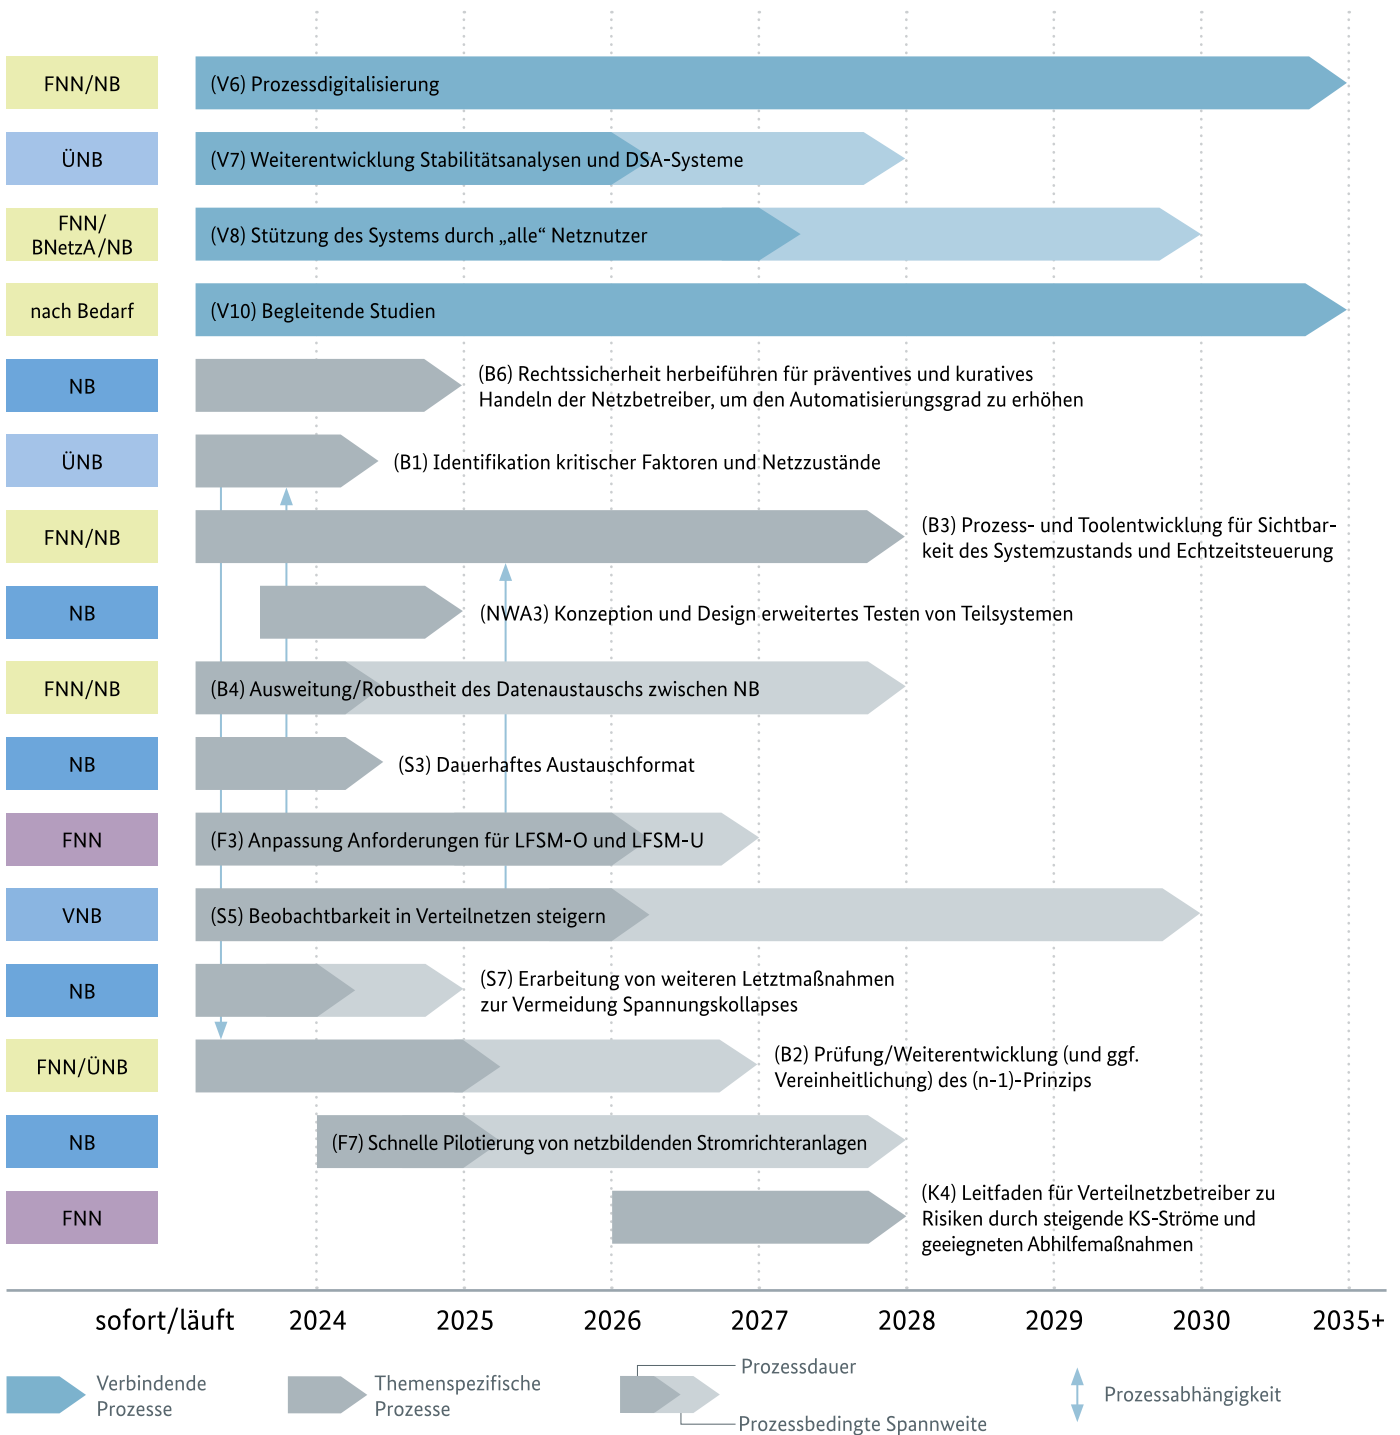 FNN/NB
(V6) Prozessdigitalisierung
ÜNB
(V7) Weiterentwicklung Stabilitätsanalysen und DSA-Systeme
FNN/
BNetzA/NB
(V8) Stützung des Systems durch „alle“ Netznutzer
nach Bedarf
(V10) Begleitende Studien
NB
(B6) Rechtssicherheit herbeiführen für präventives und kuratives
Handeln der Netzbetreiber, um den Automatisierungsgrad zu erhöhen
ÜNB
(B1) Identifikation kritischer Faktoren und Netzzustände
FNN/NB
(B3) Prozess- und Toolentwicklung für Sichtbar-
keit des Systemzustands und Echtzeitsteuerung
NB
(NWA3) Konzeption und Design erweitertes Testen von Teilsystemen
FNN/NB
(B4) Ausweitung/Robustheit des Datenaustauschs zwischen NB
NB
(S3) Dauerhaftes Austauschformat
FNN
(F3) Anpassung Anforderungen für LFSM-O und LFSM-U
VNB
(S5) Beobachtbarkeit in Verteilnetzen steigern
NB
(S7) Erarbeitung von weiteren Letztmaßnahmen
zur Vermeidung Spannungskollapses
FNN/ÜNB
(B2) Prüfung/Weiterentwicklung (und ggf.
Vereinheitlichung) des (n-1)-Prinzips
NB
(F7) Schnelle Pilotierung von netzbildenden Stromrichteranlagen
FNN
(K4) Leitfaden für Verteilnetzbetreiber zu
Risiken durch steigende KS-Ströme und
geeiegneten Abhilfemaßnahmen
sofort/läuft 2024 2025 2026 2027 2028 2029 2030 2035+
Verbindende
Prozesse
Themenspezifische
Prozesse
Prozessdauer
Prozessbedingte Spannweite
Prozessabhängigkeit